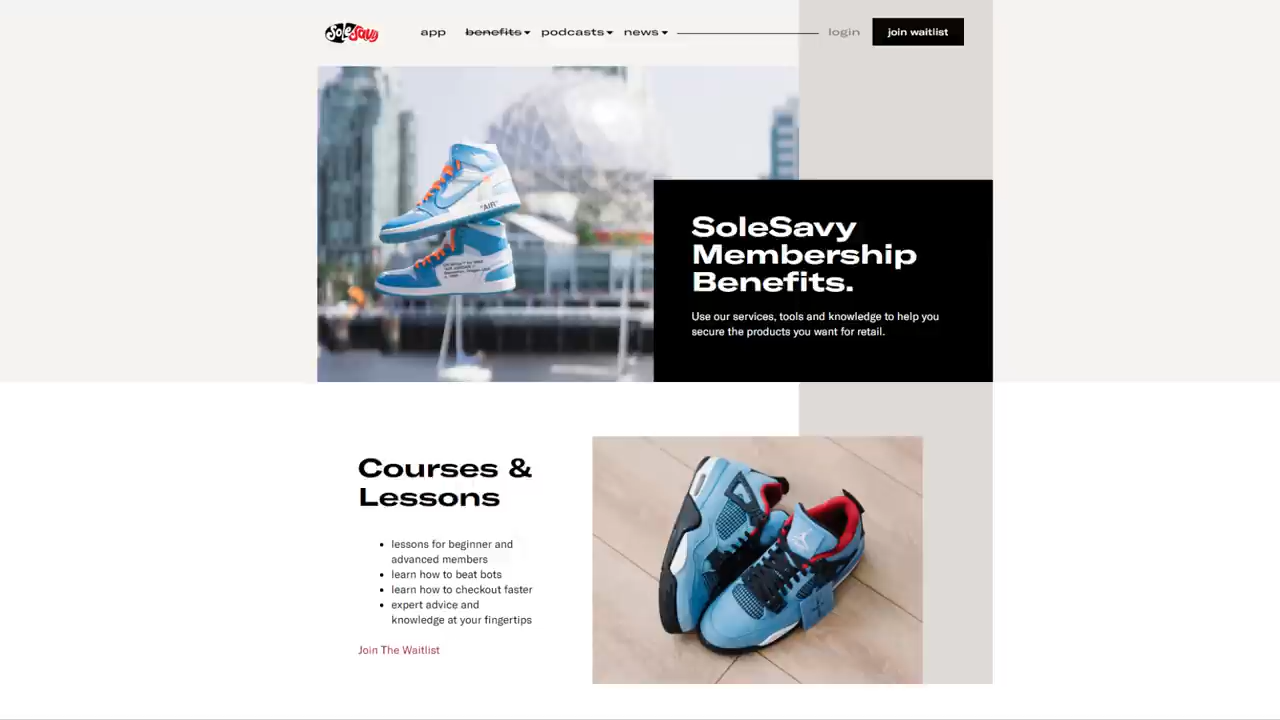 SoleSavy
app
benefits
podcasts
news
login
join waitlist
"AIR"
SoleSavy
Membership
Benefits.
Use our services, tools and knowledge to help you
secure the products you want for retail.
Courses &
Lessons
lessons for beginner and
advanced members
learn how to beat bots
learn how to checkout faster
expert advice and
knowledge at your fingertips
Join The Waitlist